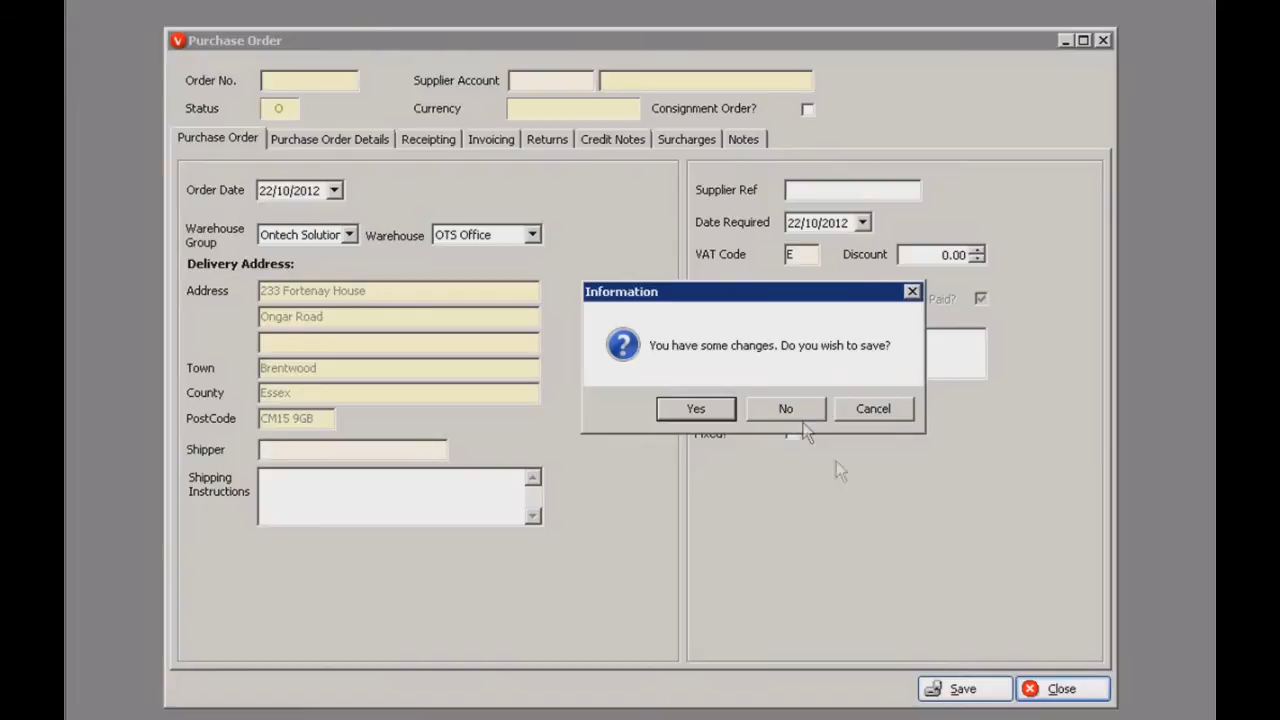 Purchase Order
Order No.
Supplier Account
Status O
Currency
Consignment Order?
Purchase Order
Purchase Order Details
Receipting
Invoicing
Returns
Credit Notes
Surcharges
Notes
Order Date 22/10/2012
Warehouse Group Ontech Solution
Warehouse OTS Office
Delivery Address:
Address 233 Fortenay House
Ongar Road
Town Brentwood
County Essex
PostCode CM15 9GB
Shipper
Shipping
Instructions
Supplier Ref
Date Required 22/10/2012
VAT Code E
Discount 0.00
Paid?
Information
You have some changes. Do you wish to save?
Yes
No
Cancel
Save
Close